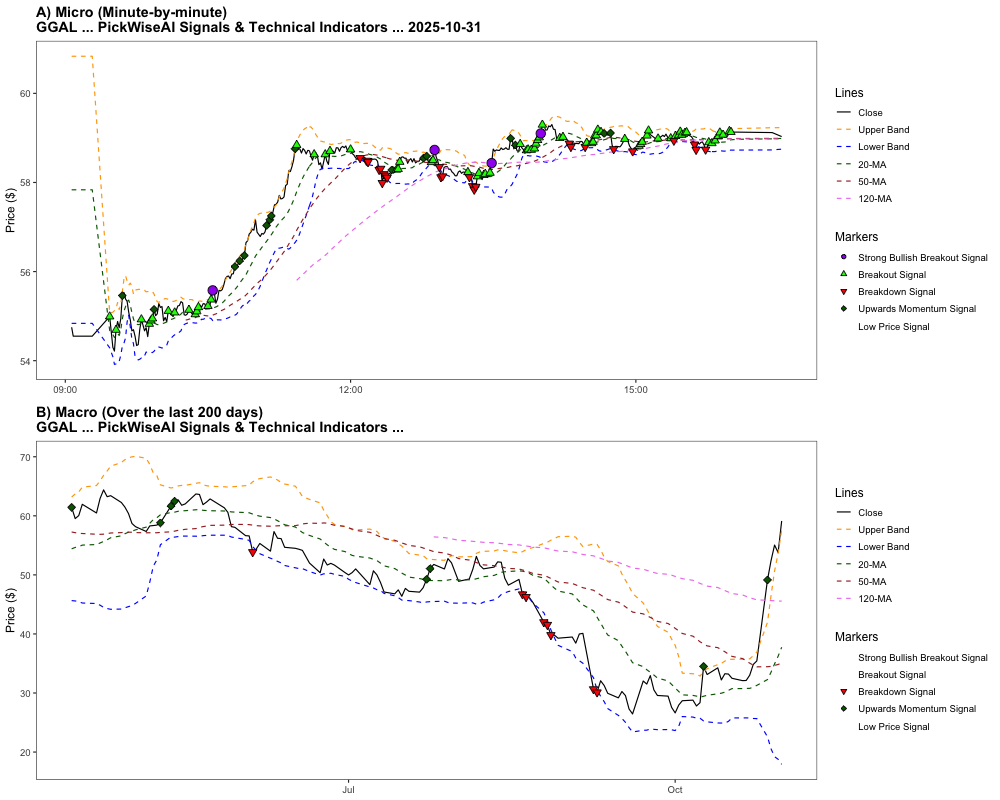 A) Micro (Minute-by-minute)
GGAL ... PickWiseAI Signals & Technical Indicators ... 2025-10-31
Price ($)
60
58
56
54
09:00
12:00
15:00
Lines
Close
Upper Band
Lower Band
20-MA
50-MA
120-MA
Markers
Strong Bullish Breakout Signal
Breakout Signal
Breakdown Signal
Upwards Momentum Signal
Low Price Signal
B) Macro (Over the last 200 days)
GGAL ... PickWiseAI Signals & Technical Indicators ...
Price ($)
70
60
50
40
30
20
Jul
Oct
Lines
Close
Upper Band
Lower Band
20-MA
50-MA
120-MA
Markers
Strong Bullish Breakout Signal
Breakout Signal
Breakdown Signal
Upwards Momentum Signal
Low Price Signal